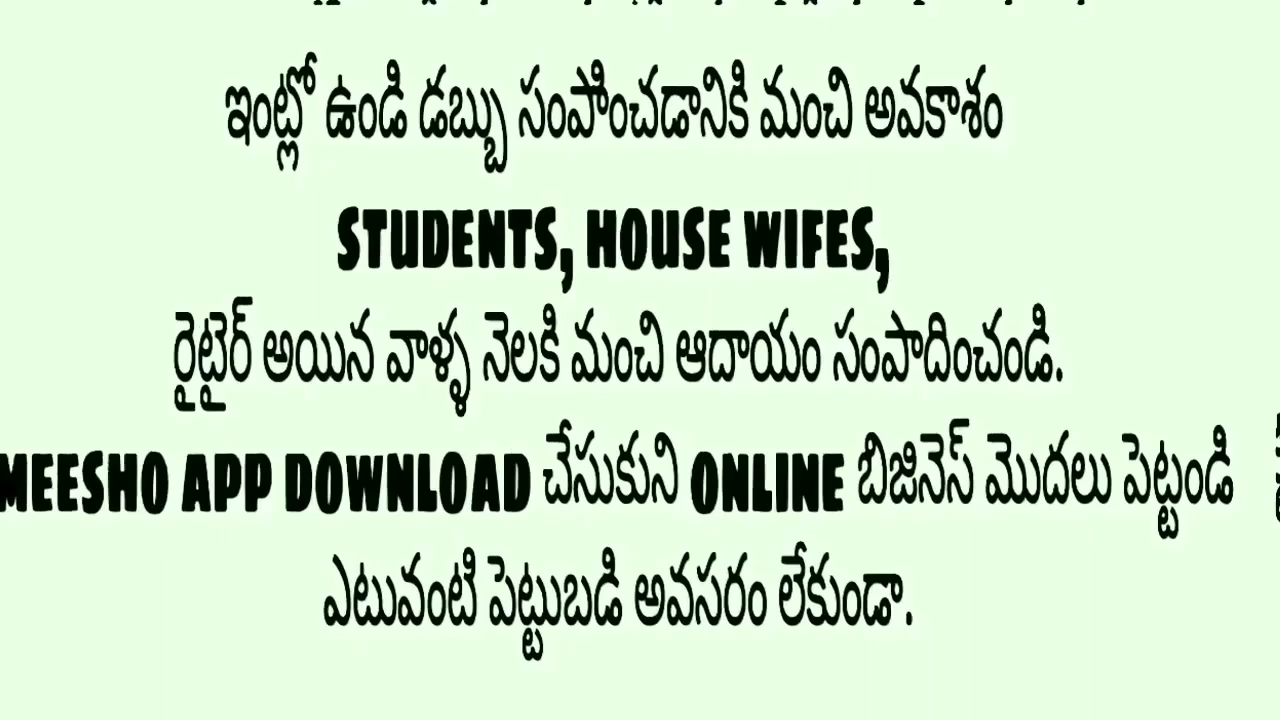 ఇంట్లో ఉండి డబ్బు సంపాించడానికి మంచి అవకాశం
STUDENTS, HOUSE WIFES,
రైటైర్ అయిన వాళ్ళ నెలకి మంచి ఆదాయం సంపాదించండి.
MEESHO APP DOWNLOAD చేసుకుని ONLINE బిజినెస్ మొదలు పెట్టండి
ఎటువంటి పెట్టుబడి అవసరం లేకుండా.